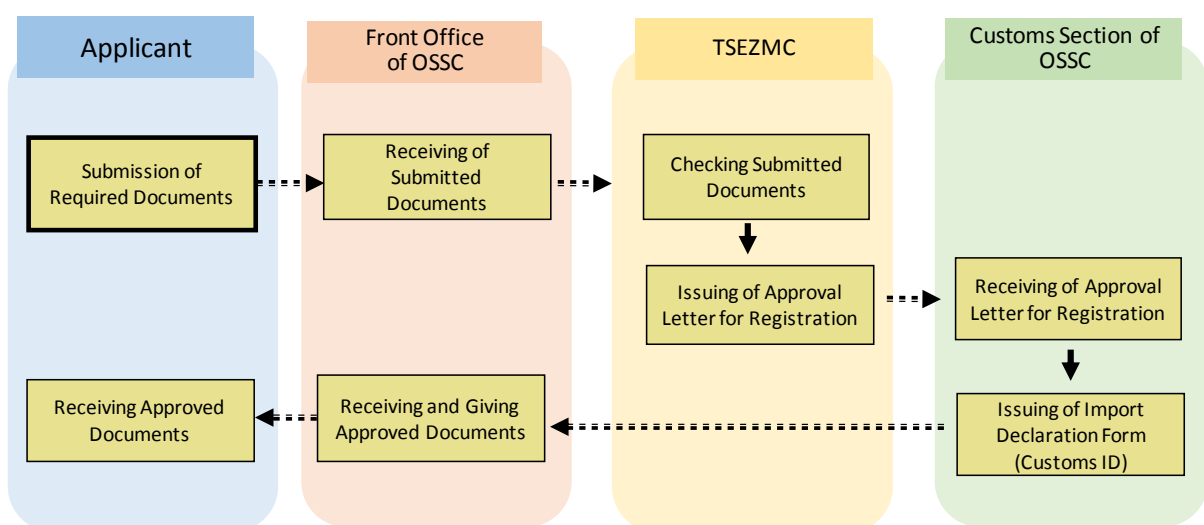 Applicant
Front Office
of OSSC
TSEZMC
Customs Section of
OSSC
Submission of
Required Documents
Receiving of
Submitted
Documents
Checking Submitted
Documents
Issuing of Approval
Letter for Registration
Receiving of Approval
Letter for Registration
Receiving Approved
Documents
Receiving and Giving
Approved Documents
Issuing of Import
Declaration Form
(Customs ID)